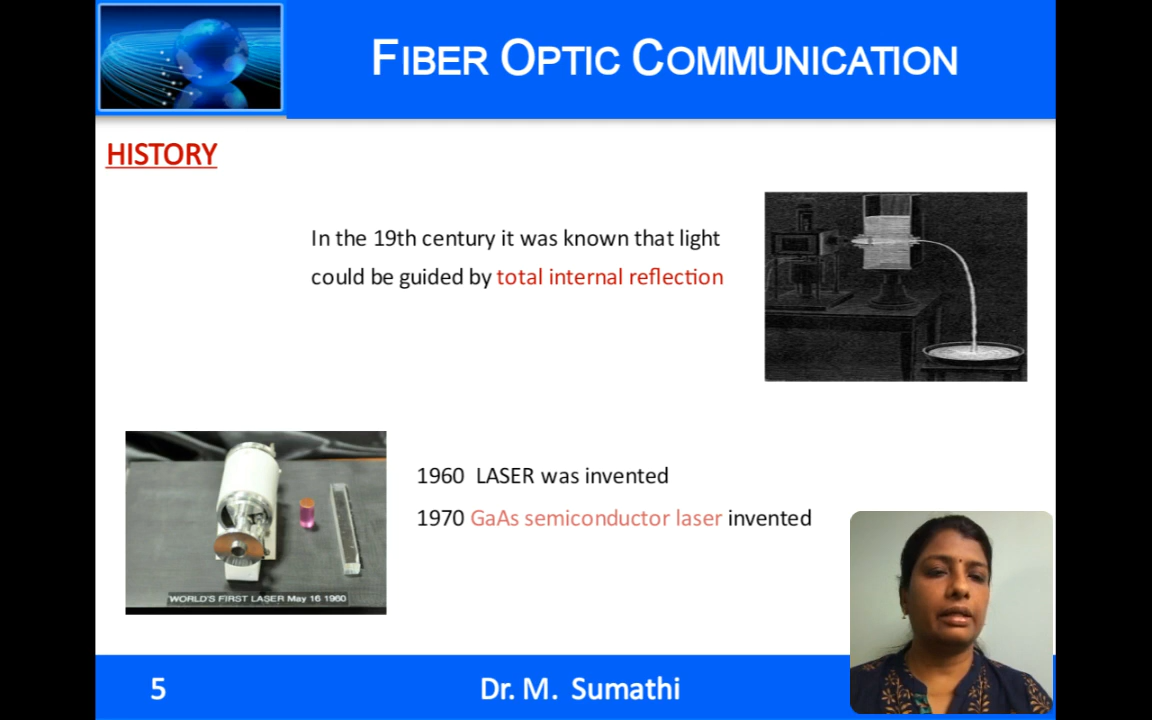 FIBER OPTIC COMMUNICATION
HISTORY
In the 19th century it was known that light
could be guided by total internal reflection
1960 LASER was invented
1970 GaAs semiconductor laser invented
WORLD'S FIRST LASER May 16 1960
5
Dr. M. Sumathi